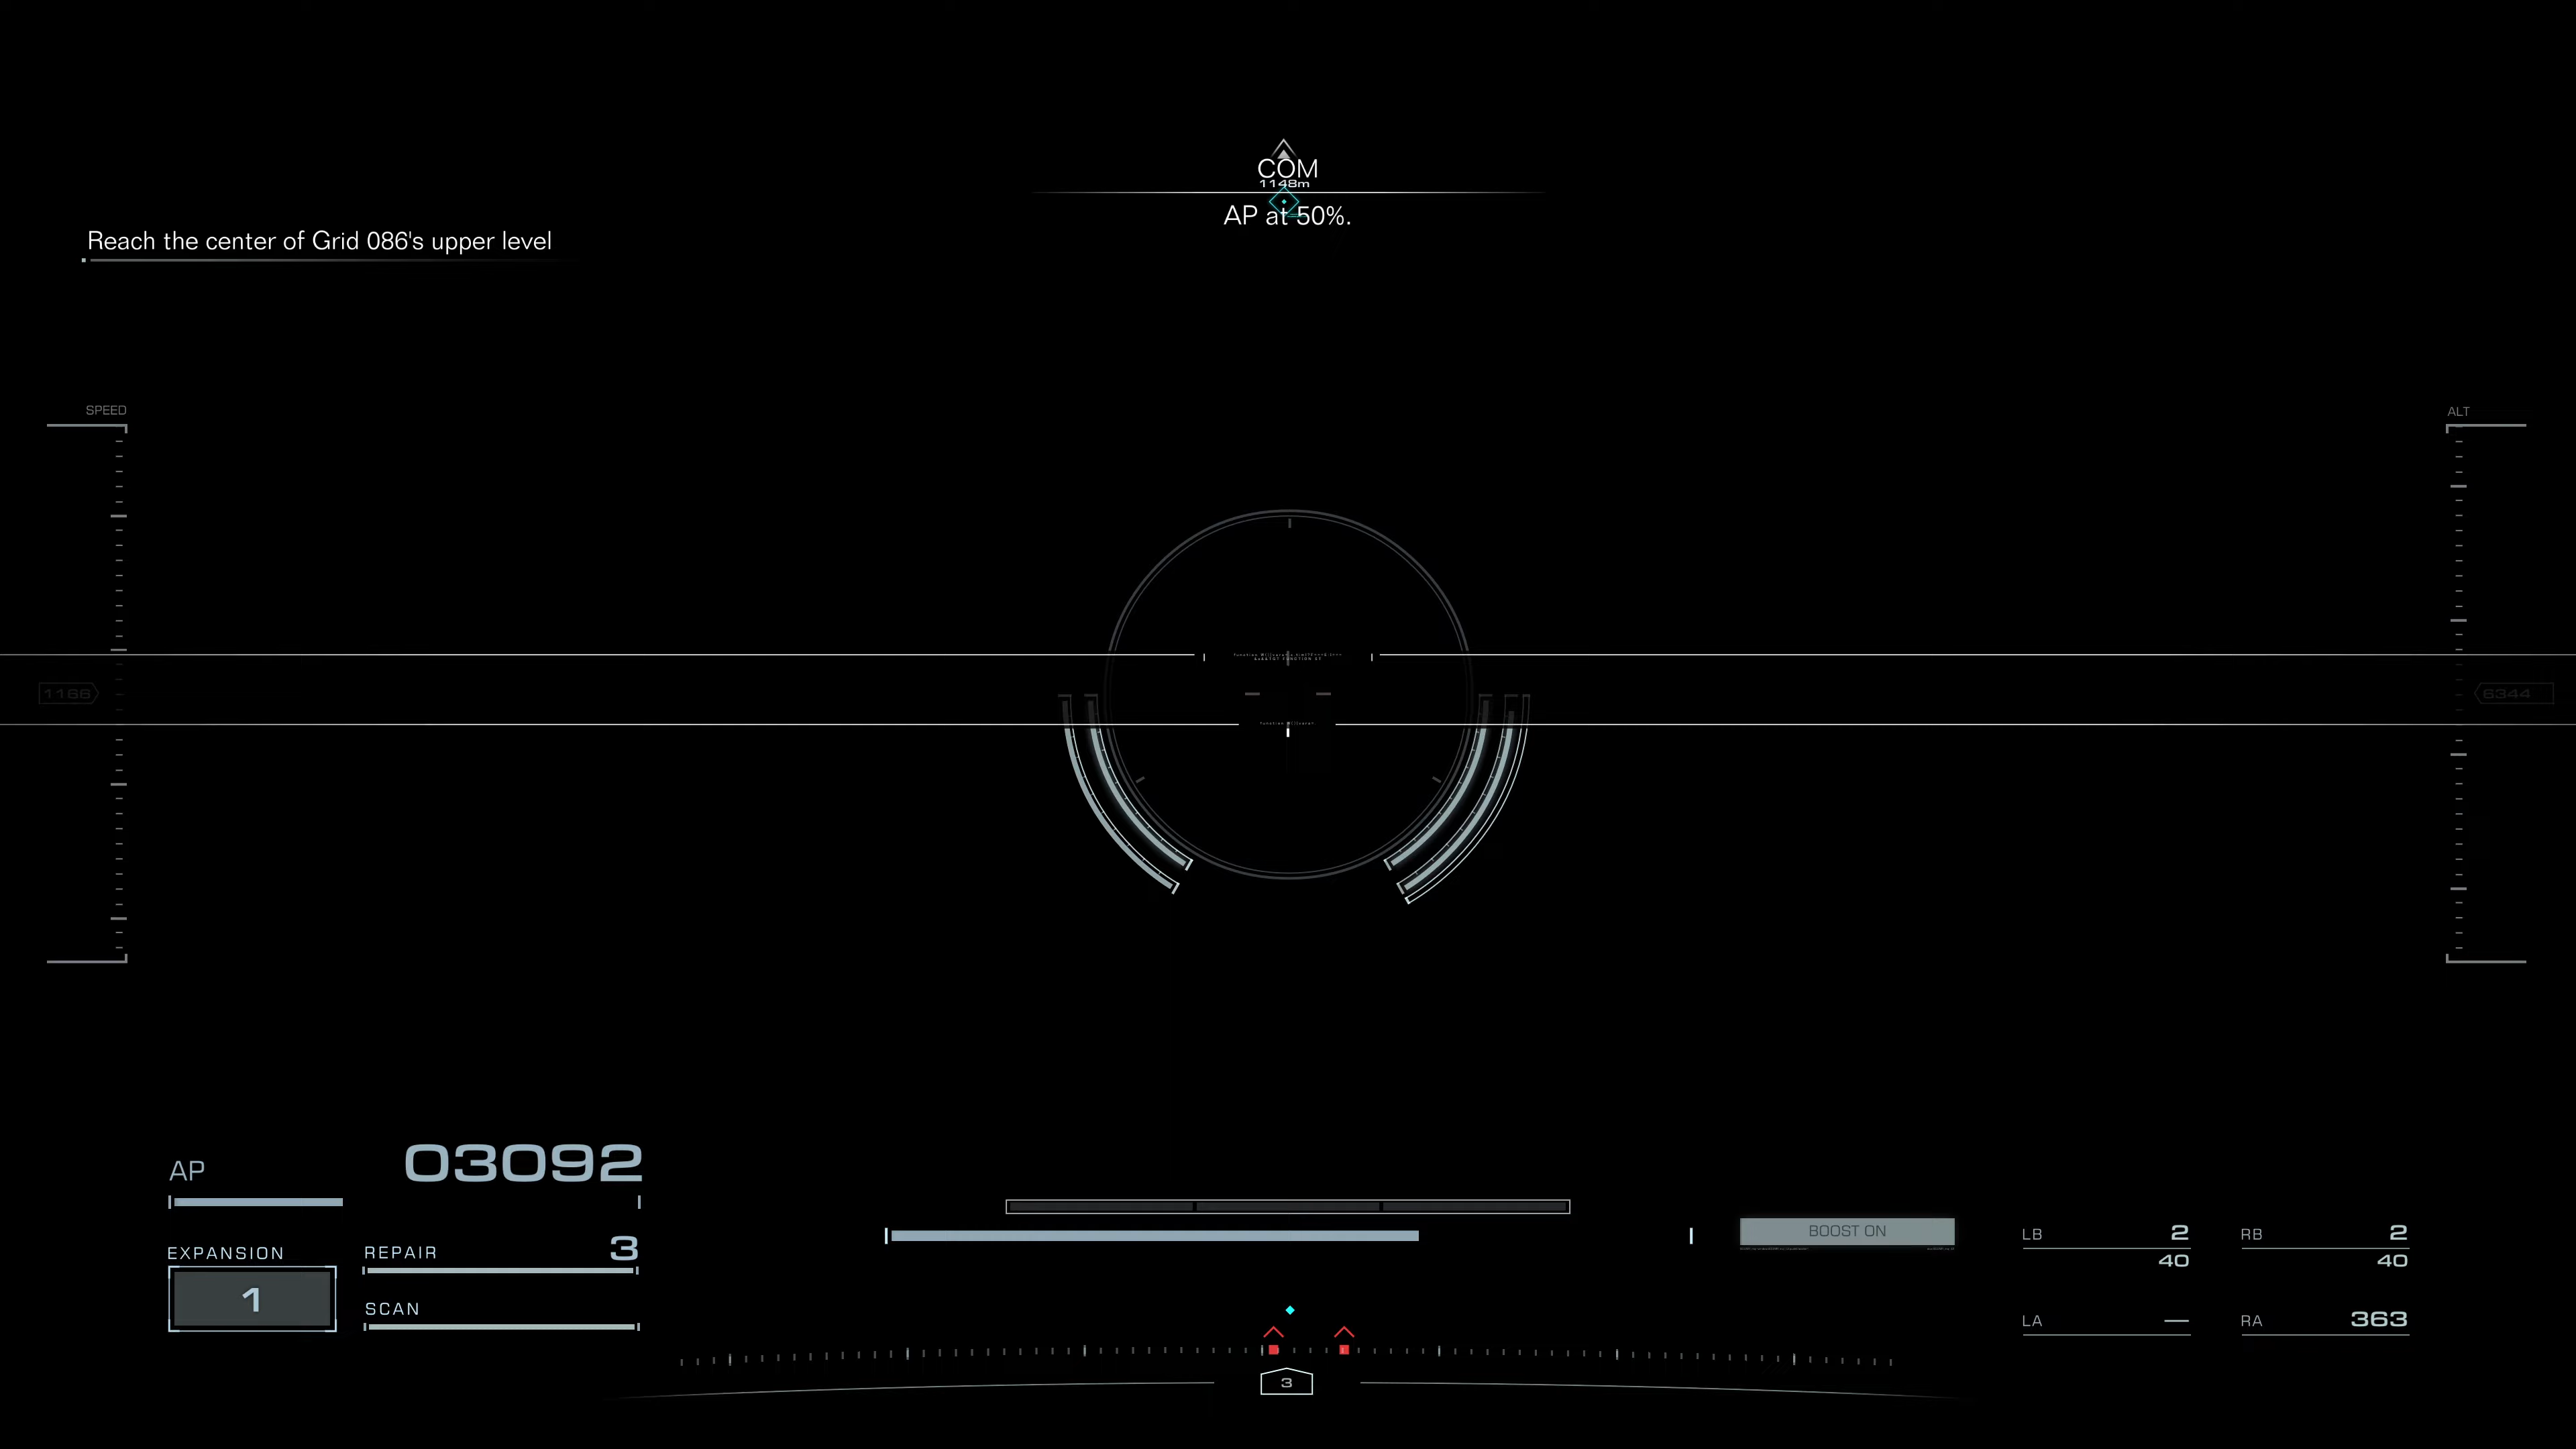 COM
1148m
AP at 50%.
Reach the center of Grid 086's upper level
SPEED
ALT
1166
6344
AP
03092
EXPANSION
1
REPAIR
3
SCAN
BOOST ON
LB
2
40
RB
2
40
LA
—
RA
363
3